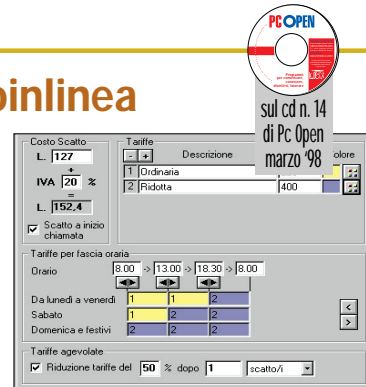 PC OPEN
oinlinea
sul cd n. 14
di Pc Open
marzo '98
Costo Scatto
L. 127
+
IVA 20 %
=
L. 152,4
Scatto a inizio
chiamata
Tariffe
- + Descrizione olore
1 Ordinaria
2 Ridotta 400
Tariffe per fascia oraria
Orario 8.00 -> 13.00 -> 18.30 -> 8.00
Da lunedì a venerdì 1 1 2
Sabato 1 2 2
Domenica e festivi 2 2 2
<
>
Tariffe agevolate
Riduzione tariffe del 50 % dopo 1 scatto/i